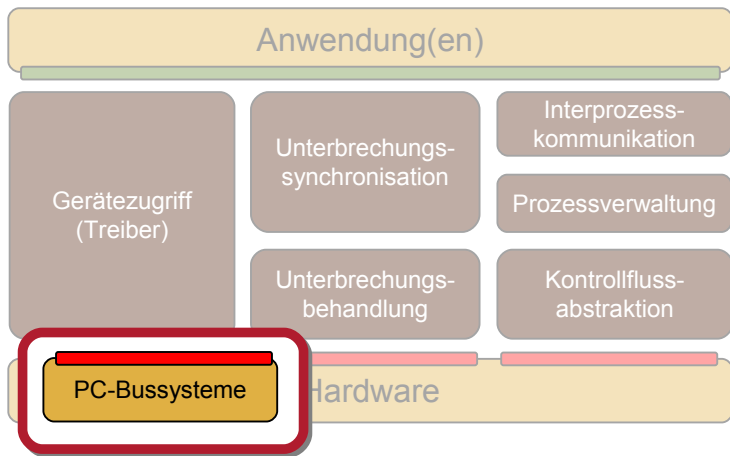 Anwendung(en)
Gerätezugriff
(Treiber)
Unterbrechungs-
synchronisation
Unterbrechungs-
behandlung
Interprozess-
kommunikation
Prozessverwaltung
Kontrollfluss-
abstraktion
PC-Bussysteme
Hardware